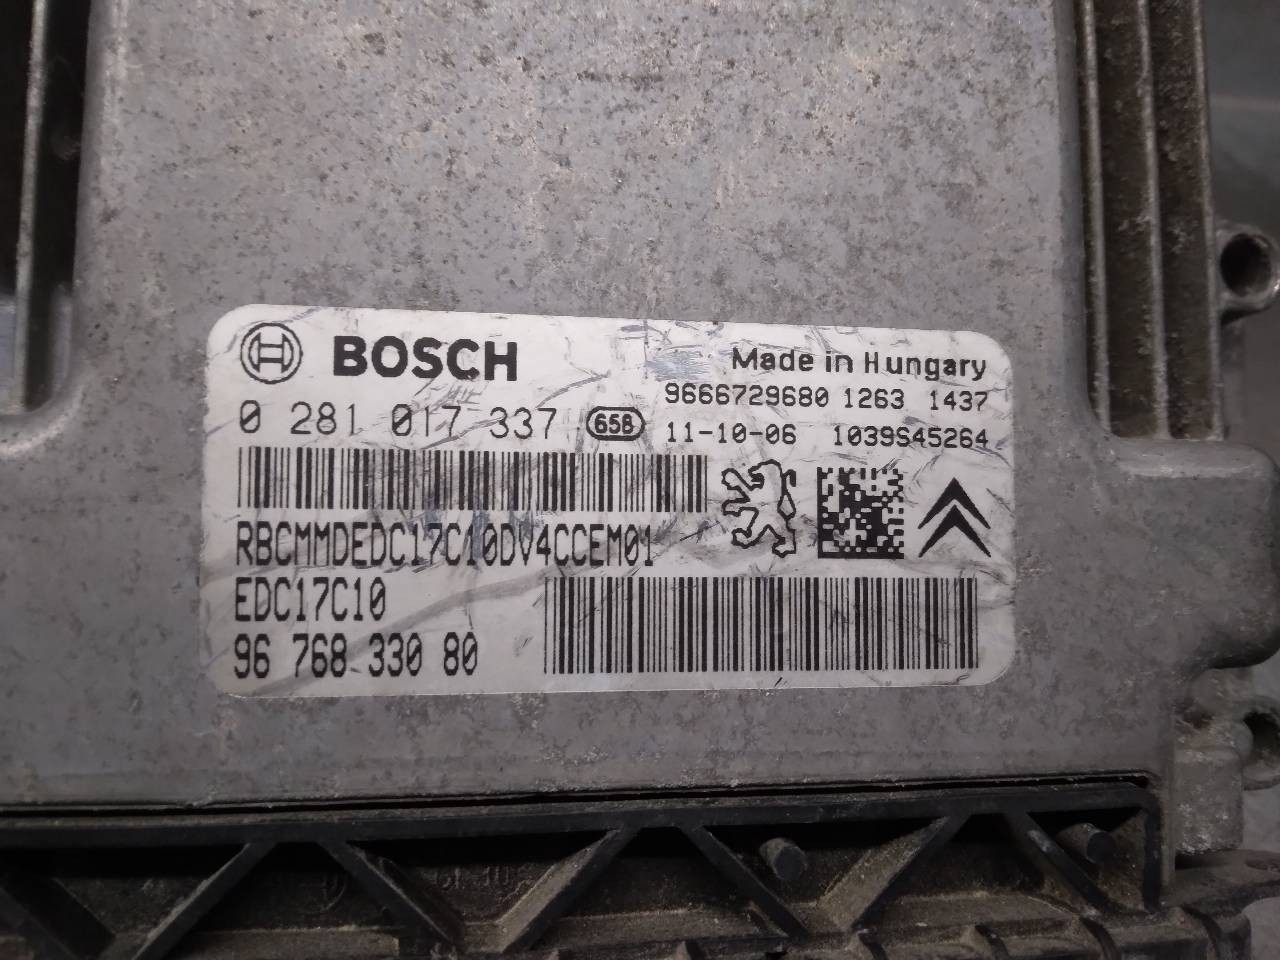 BOSCH
Made in Hungary
9666729680 1263 1437
0 281 017 337 658
11-10-06 1039S45264
RBCMMDEDC17C10DV4CCEM01
EDC17C10
96 768 330 80